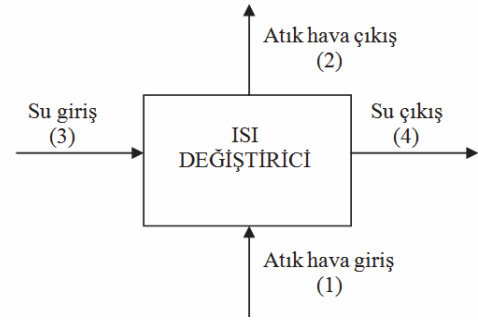 Atık hava çıkış
(2)
Su giriş
(3)
ISI
DEĞİŞTİRİCİ
Su çıkış
(4)
Atık hava giriş
(1)